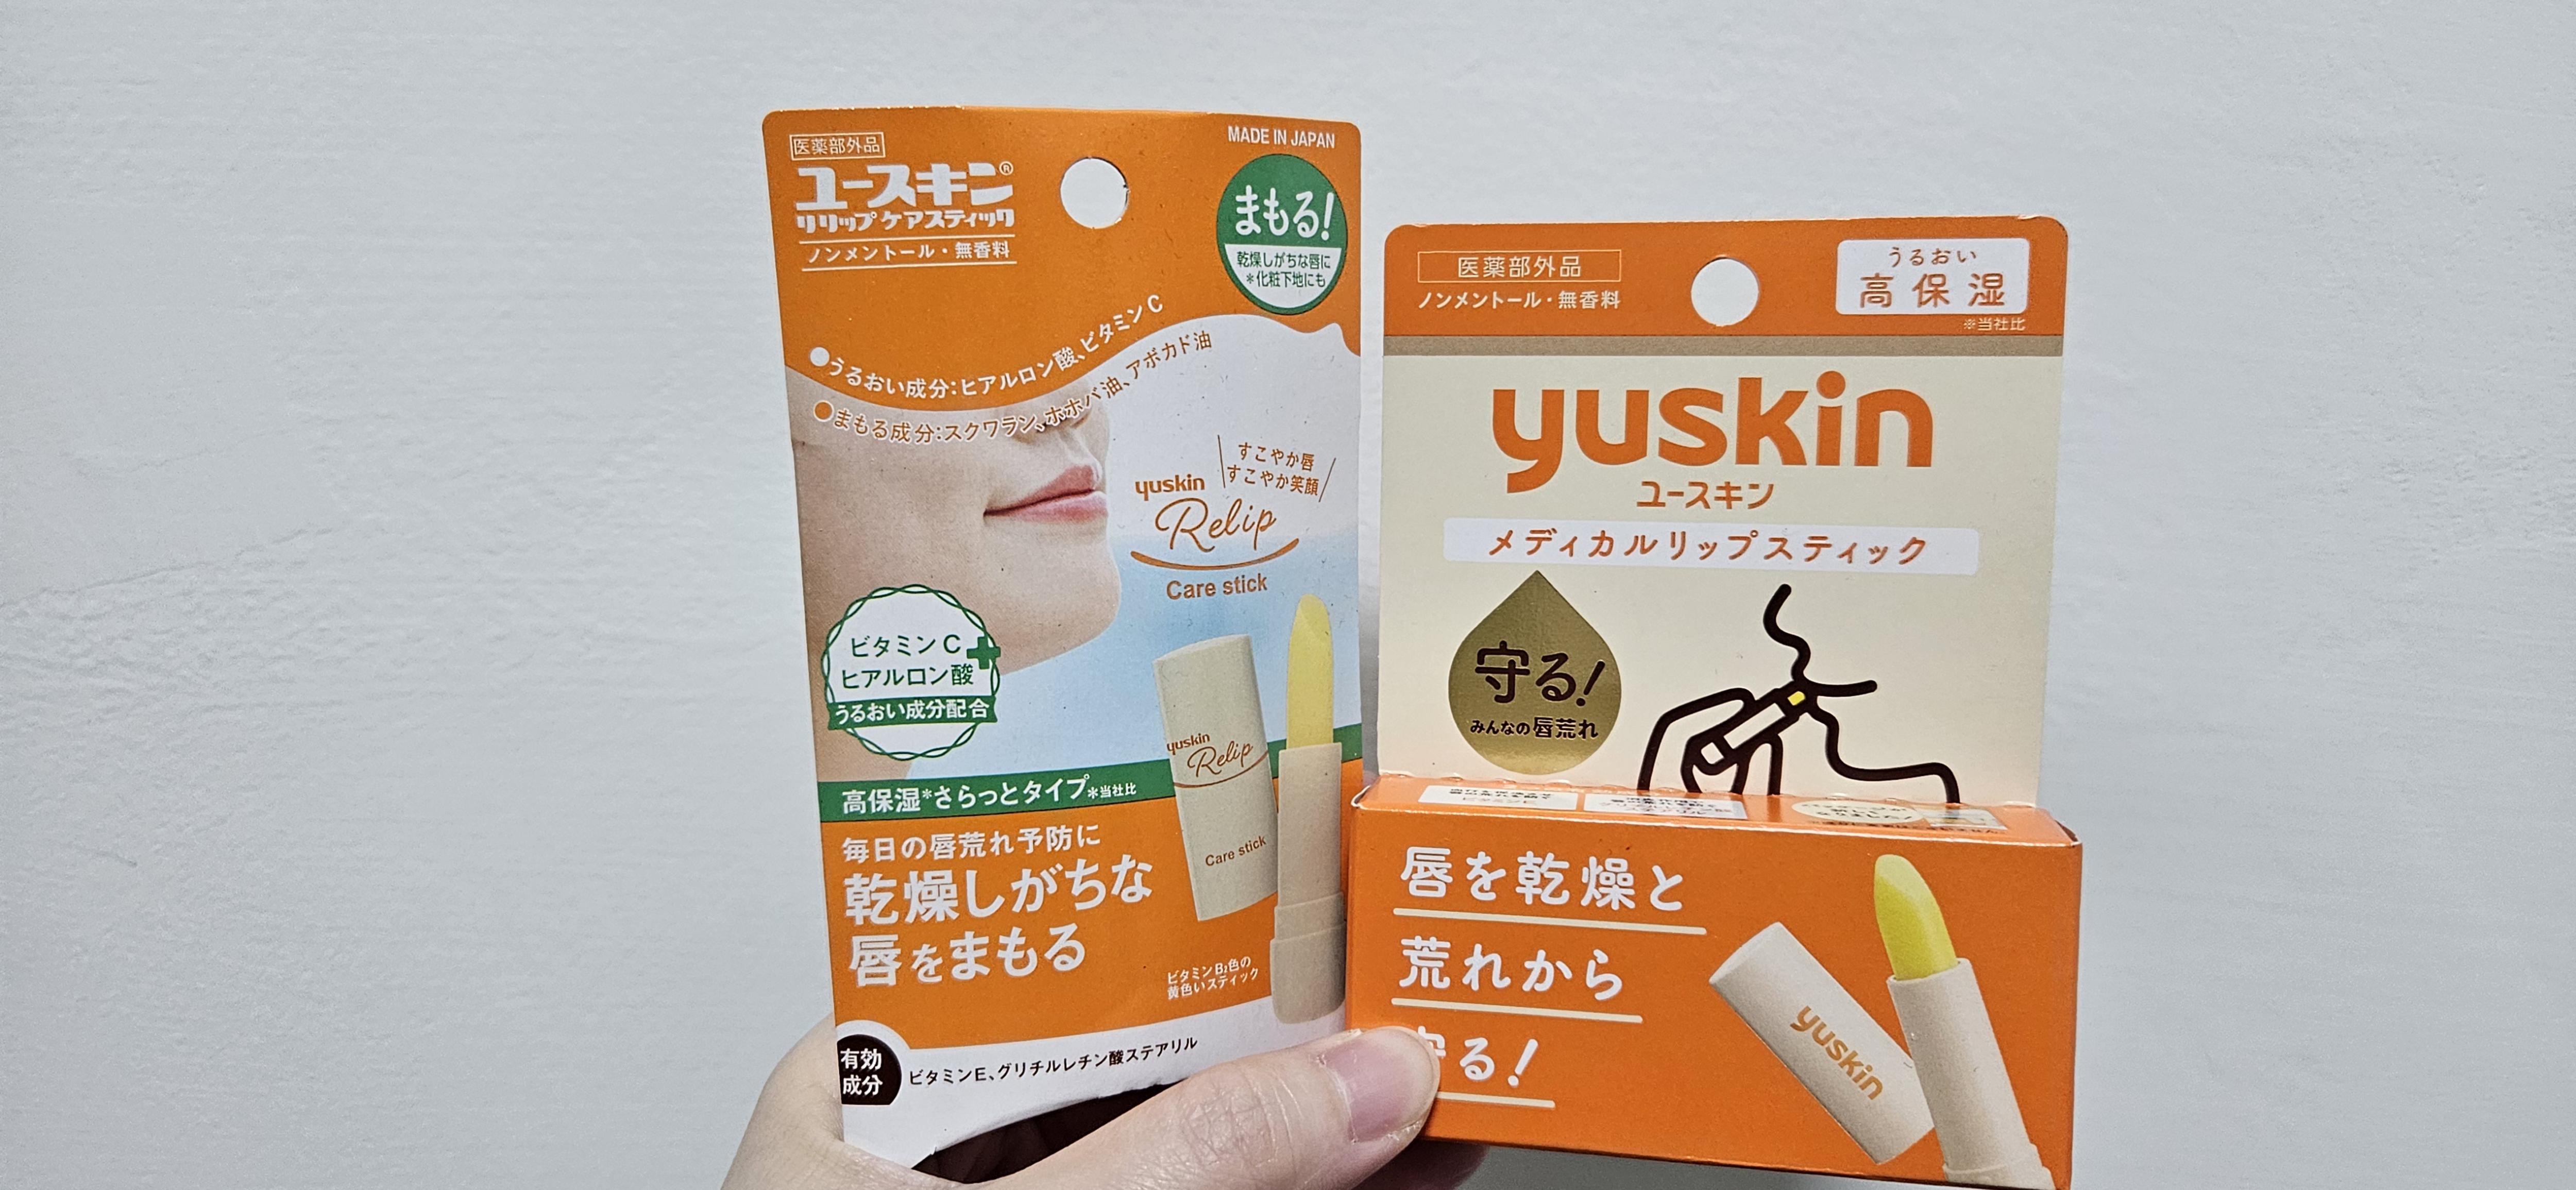 医薬部外品
ユースキン®
リリップ ケアスティック
ノンメントール・無香料
MADE IN JAPAN
まもる!
乾燥しがちな唇に
*化粧下地にも
●うるおい成分:ヒアルロン酸、ビタミンC
●まもる成分:スクワラン、ホホバ油、アボカド油
すこやか唇
すこやか笑顔
yuskin
Relip
Care stick
ビタミンC
ヒアルロン酸
うるおい成分配合
yuskin
Relip
Care stick
高保湿*さらっとタイプ*当社比
毎日の唇荒れ予防に
乾燥しがちな
唇をまもる
ビタミンB₂色の
黄色いスティック
有効
成分
ビタミンE、グリチルレチン酸ステアリル
医薬部外品
ノンメントール・無香料
うるおい
高保湿
※当社比
yuskin
ユースキン
メディカルリップスティック
守る!
みんなの唇荒れ
ビタミンE
唇を乾燥と
荒れから
守る!
yuskin